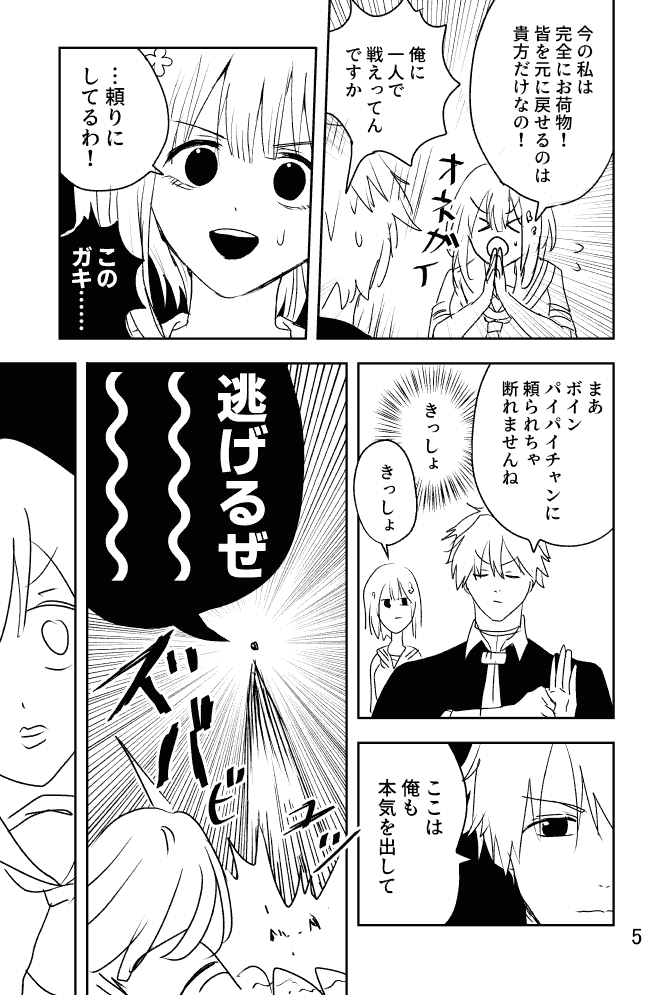 今の私は
完全にお荷物！
皆を元に戻せるのは
貴方だけなの！
オネガイ
俺に
一人で
戦えってん
ですか
…頼りに
してるわ！
この
ガキ……
まあ
ボイン
パイパイチャンに
頼られちゃ
断れませんね
きっしょ
きっしょ
ここは
俺も
本気を出して
逃げるぜ
〜〜〜
〜〜〜
ズバビュ
5